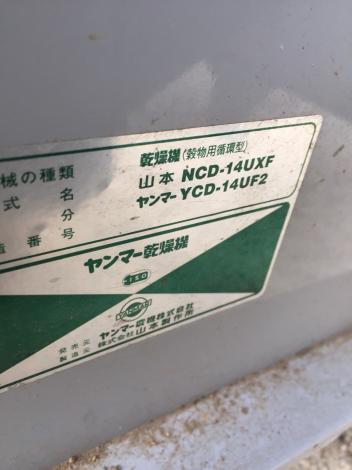 械の種類 乾燥機(穀物用循環型)
式 名 山本 NCD-14UXF
分 ヤンマー YCD-14UF2
造番号
ヤンマー乾燥機
ISO
YANMAR
発売元 ヤンマー農機株式会社
製造元 株式会社山本製作所